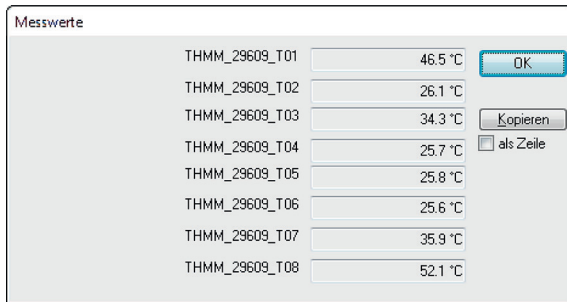 Messwerte
THMM_29609_T01 46.5 °C OK
THMM_29609_T02 26.1 °C
THMM_29609_T03 34.3 °C Kopieren
THMM_29609_T04 25.7 °C als Zeile
THMM_29609_T05 25.8 °C
THMM_29609_T06 25.6 °C
THMM_29609_T07 35.9 °C
THMM_29609_T08 52.1 °C